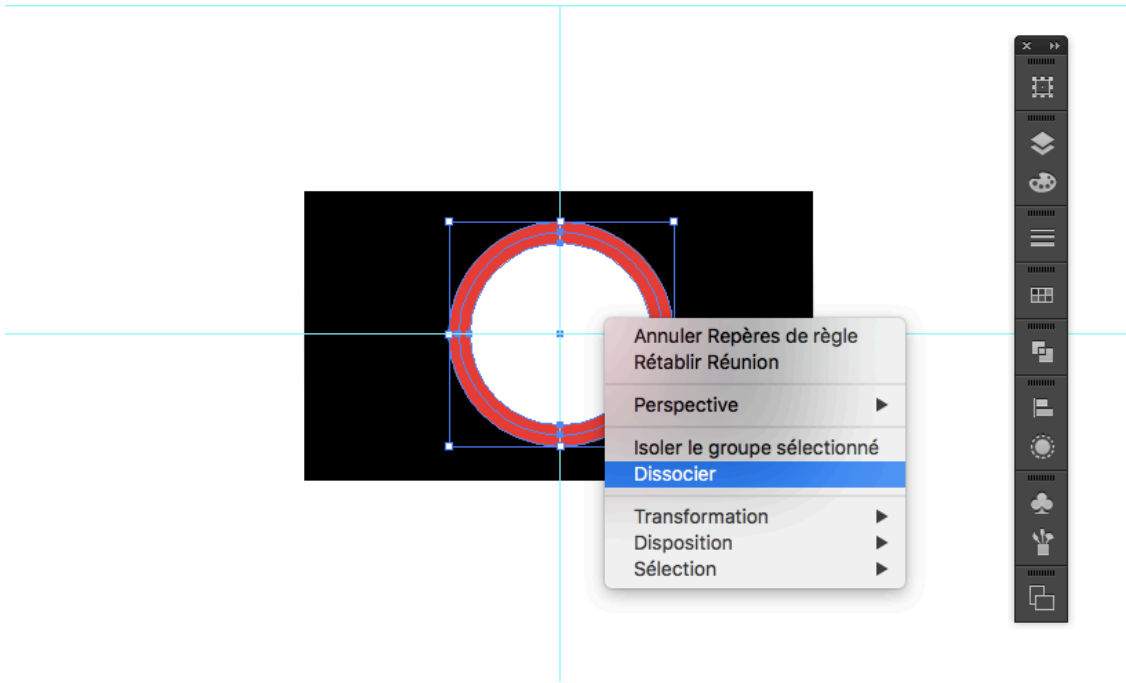 Annuler Repères de règle
Rétablir Réunion
Perspective
Isoler le groupe sélectionné
Dissocier
Transformation
Disposition
Sélection